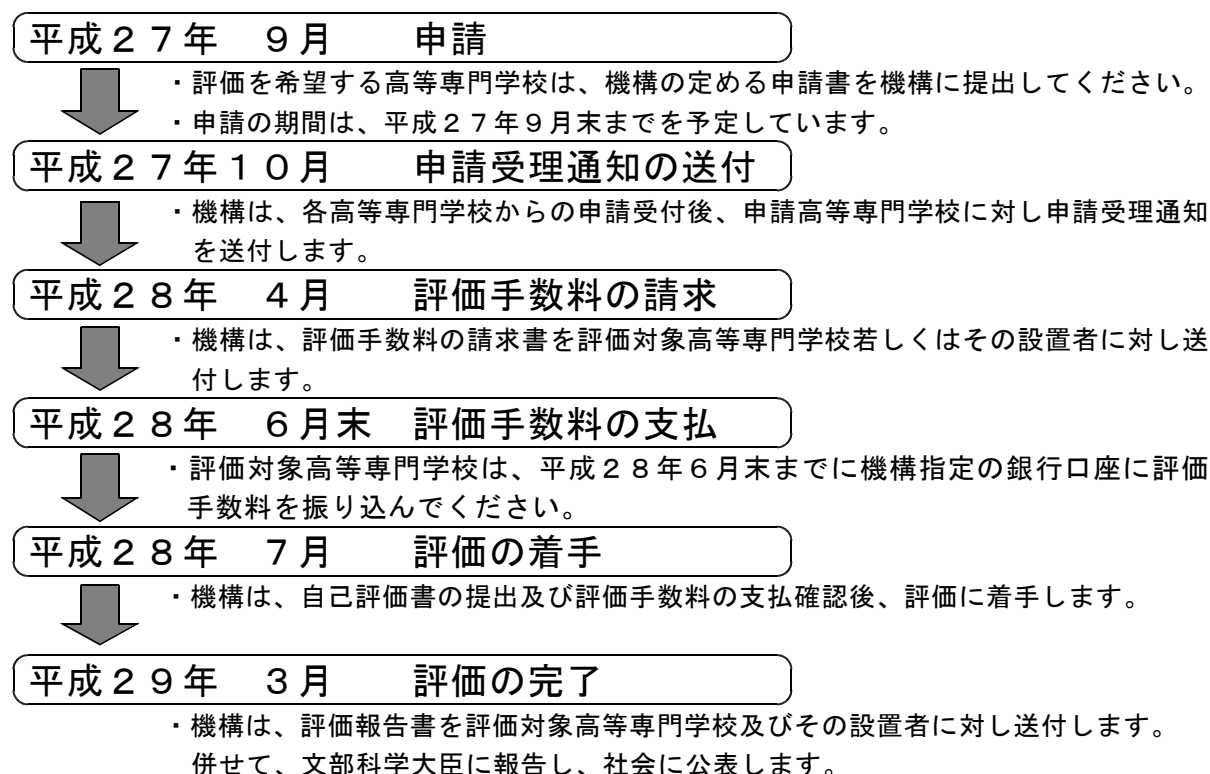 平成２７年　９月　　申請
・評価を希望する高等専門学校は、機構の定める申請書を機構に提出してください。
・申請の期間は、平成２７年９月末までを予定しています。
平成２７年１０月　　申請受理通知の送付
・機構は、各高等専門学校からの申請受付後、申請高等専門学校に対し申請受理通知
を送付します。
平成２８年　４月　　評価手数料の請求
・機構は、評価手数料の請求書を評価対象高等専門学校若しくはその設置者に対し送
付します。
平成２８年　６月末　評価手数料の支払
・評価対象高等専門学校は、平成２８年６月末までに機構指定の銀行口座に評価
手数料を振り込んでください。
平成２８年　７月　　評価の着手
・機構は、自己評価書の提出及び評価手数料の支払確認後、評価に着手します。
平成２９年　３月　　評価の完了
・機構は、評価報告書を評価対象高等専門学校及びその設置者に対し送付します。
併せて、文部科学大臣に報告し、社会に公表します。